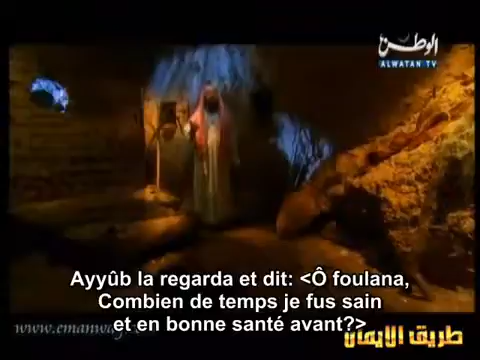 الوطن
ALWATAN TV
Ayyûb la regarda et dit: <Ô foulana,
Combien de temps je fus sain
et en bonne santé avant?>
طريق الايمان